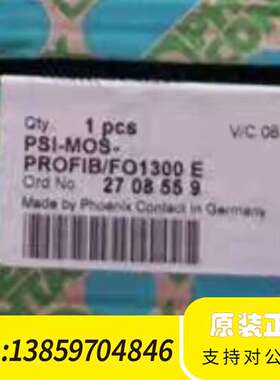 Qty 1 pcs V/C 08
PSI-MOS-
PROFIB/FO1300 E
Ord No 27 08 55 9
Made by Phoenix Contact in Germany
原装正
:13859704846
支持对公